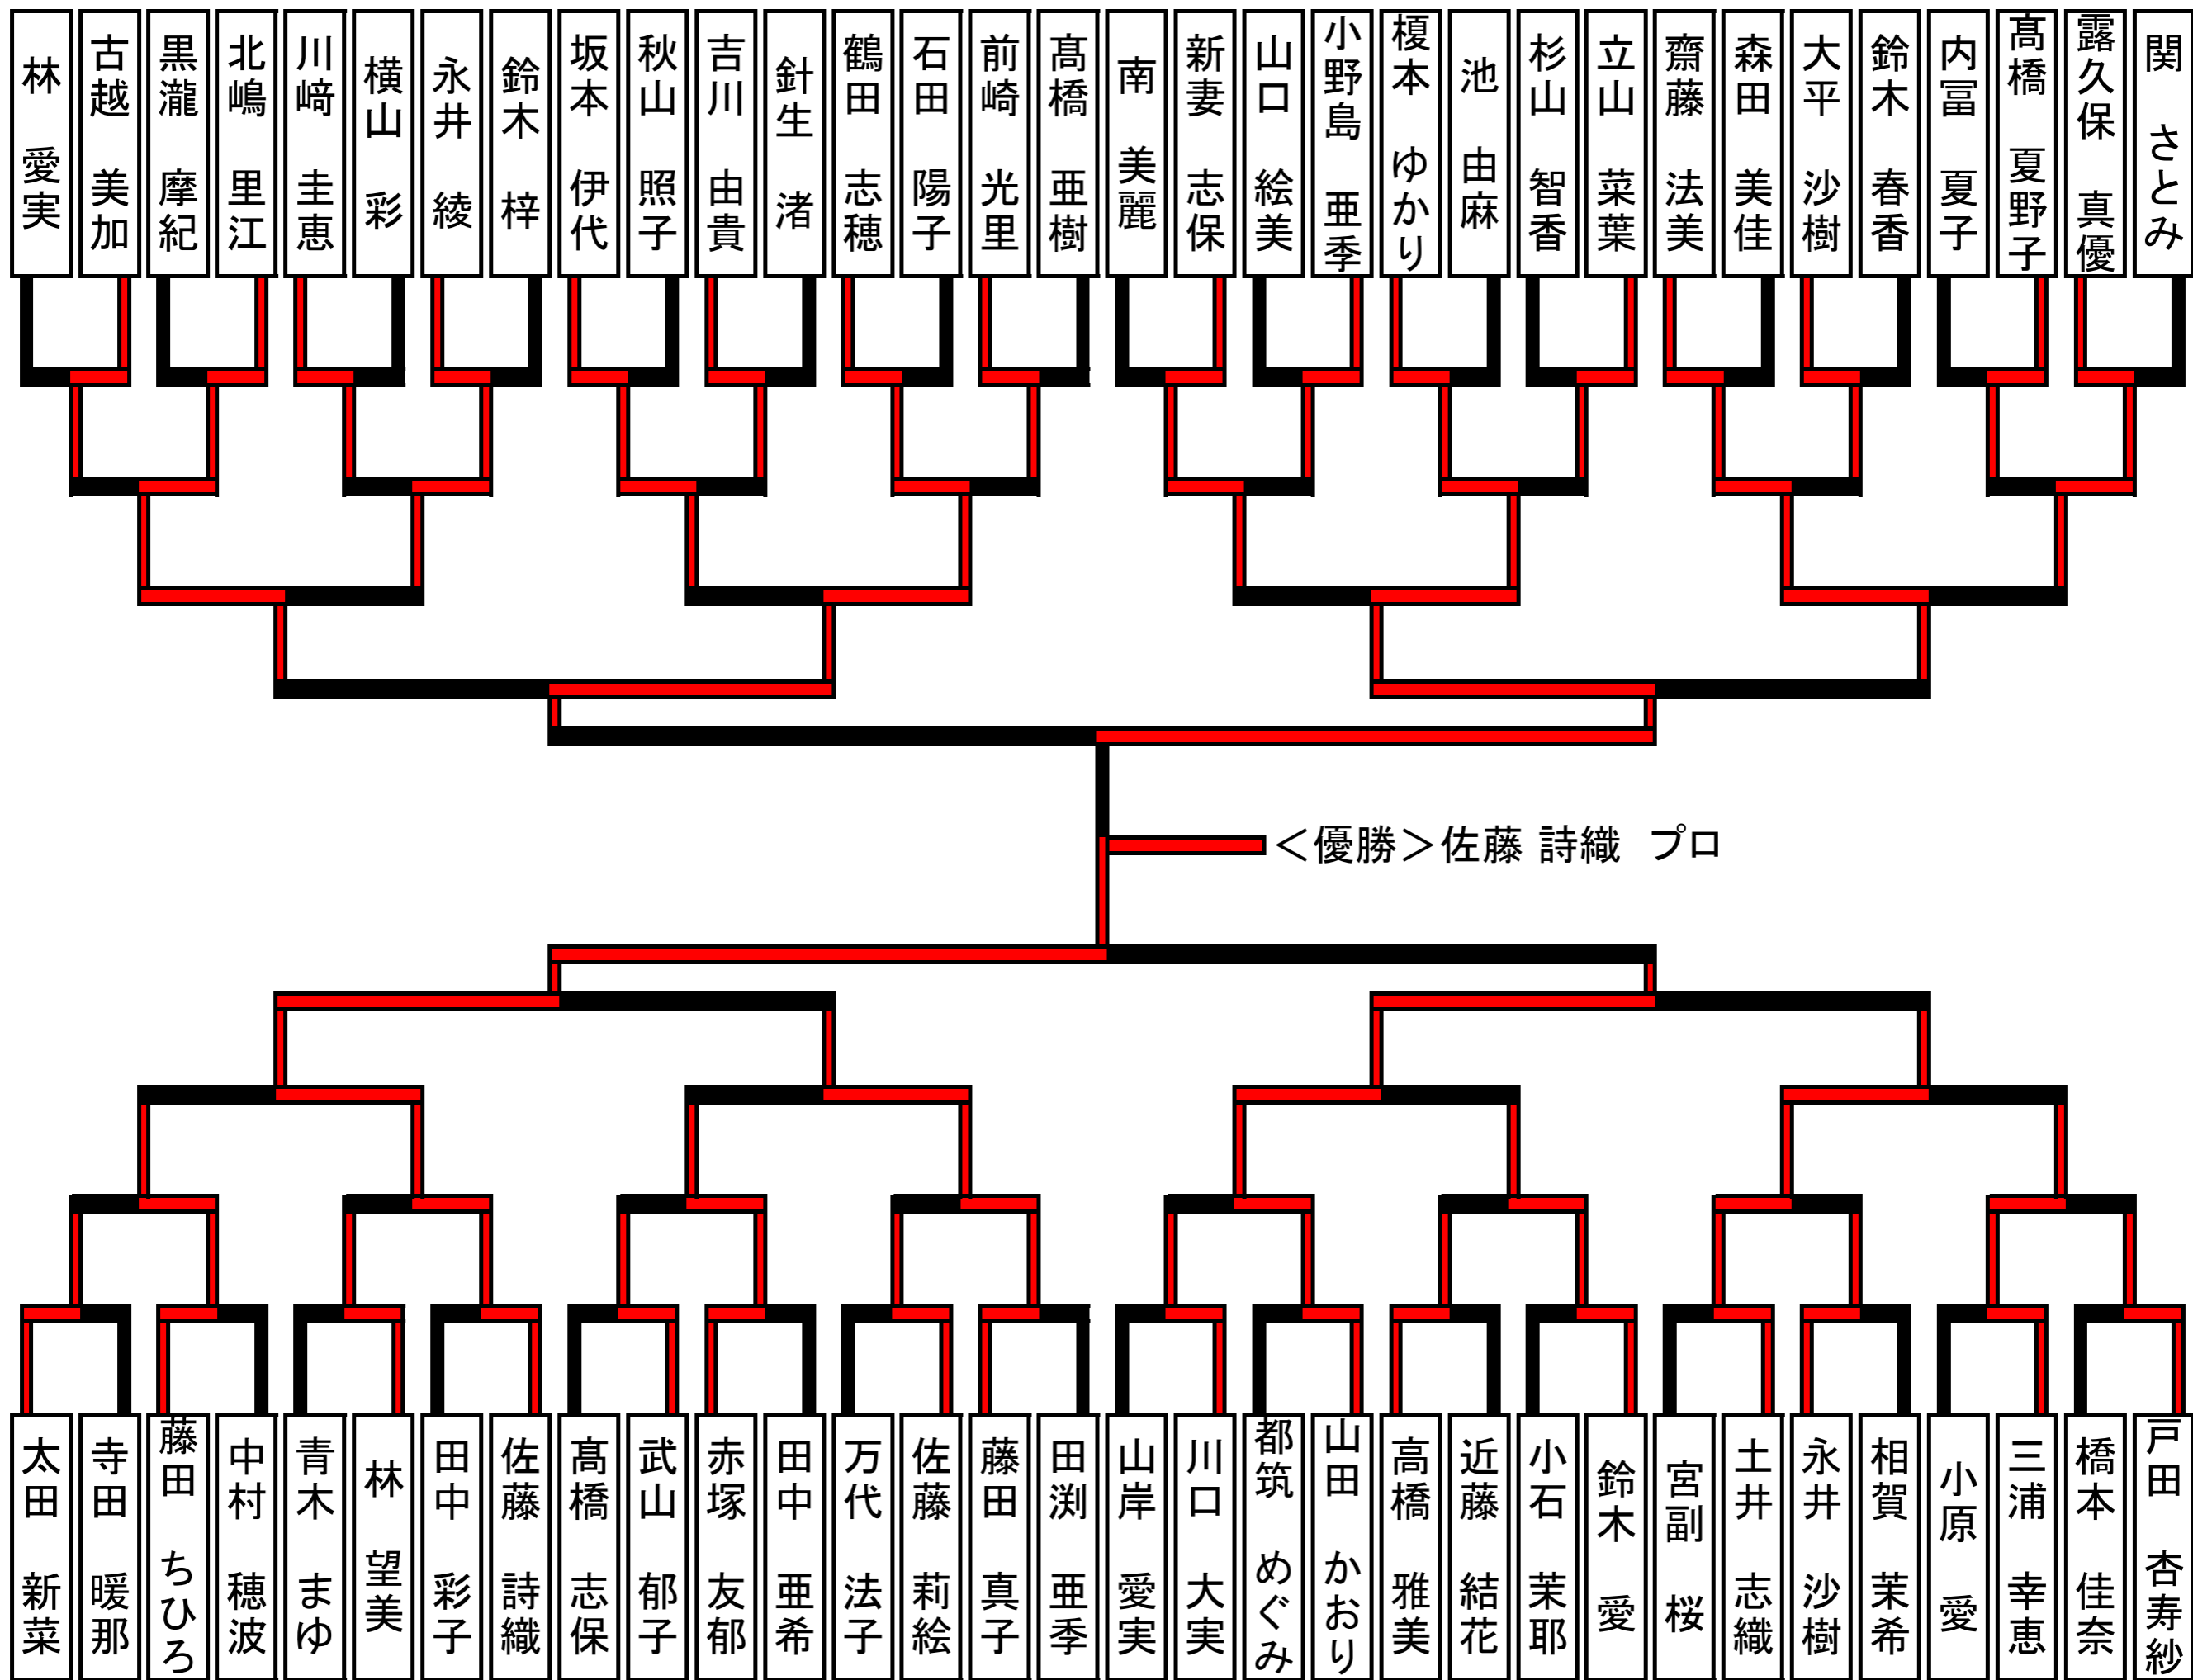 林 愛実
古越 美加
黒瀧 摩紀
北嶋 里江
川﨑 圭恵
横山 彩
永井 綾
鈴木 梓
坂本 伊代
秋山 照子
吉川 由貴
針生 渚
鶴田 志穂
石田 陽子
前崎 光里
髙橋 亜樹
南 美麗
新妻 志保
山口 絵美
小野島 亜季
榎本 ゆかり
池 由麻
杉山 智香
立山 菜葉
齋藤 法美
森田 美佳
大平 沙樹
鈴木 春香
内冨 夏子
髙橋 夏野子
露久保 真優
関 さとみ
＜優勝＞佐藤 詩織 プロ
太田 新菜
寺田 暖那
藤田 ちひろ
中村 穂波
青木 まゆ
林 望美
田中 彩子
佐藤 詩織
髙橋 志保
武山 郁子
赤塚 友郁
田中 亜希
万代 法子
佐藤 莉絵
藤田 真子
田渕 亜季
山岸 愛実
川口 大実
都筑 めぐみ
山田 かおり
高橋 雅美
近藤 結花
小石 茉耶
鈴木 愛
宮副 桜
土井 志織
永井 沙樹
相賀 茉希
小原 愛
三浦 幸恵
橋本 佳奈
戸田 杏寿紗